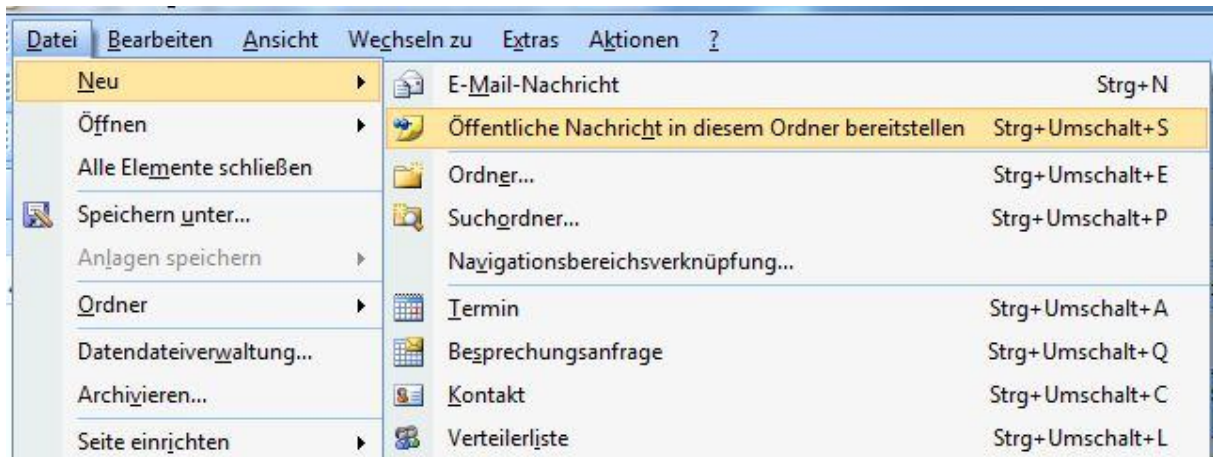 Datei Bearbeiten Ansicht Wechseln zu Extras Aktionen ?
Neu
Öffnen
Alle Elemente schließen
Speichern unter...
Anlagen speichern
Ordner
Datendateiverwaltung...
Archivieren...
Seite einrichten
E-Mail-Nachricht Strg+N
Öffentliche Nachricht in diesem Ordner bereitstellen Strg+Umschalt+S
Ordner... Strg+Umschalt+E
Suchordner... Strg+Umschalt+P
Navigationsbereichsverknüpfung...
Termin Strg+Umschalt+A
Besprechungsanfrage Strg+Umschalt+Q
Kontakt Strg+Umschalt+C
Verteilerliste Strg+Umschalt+L